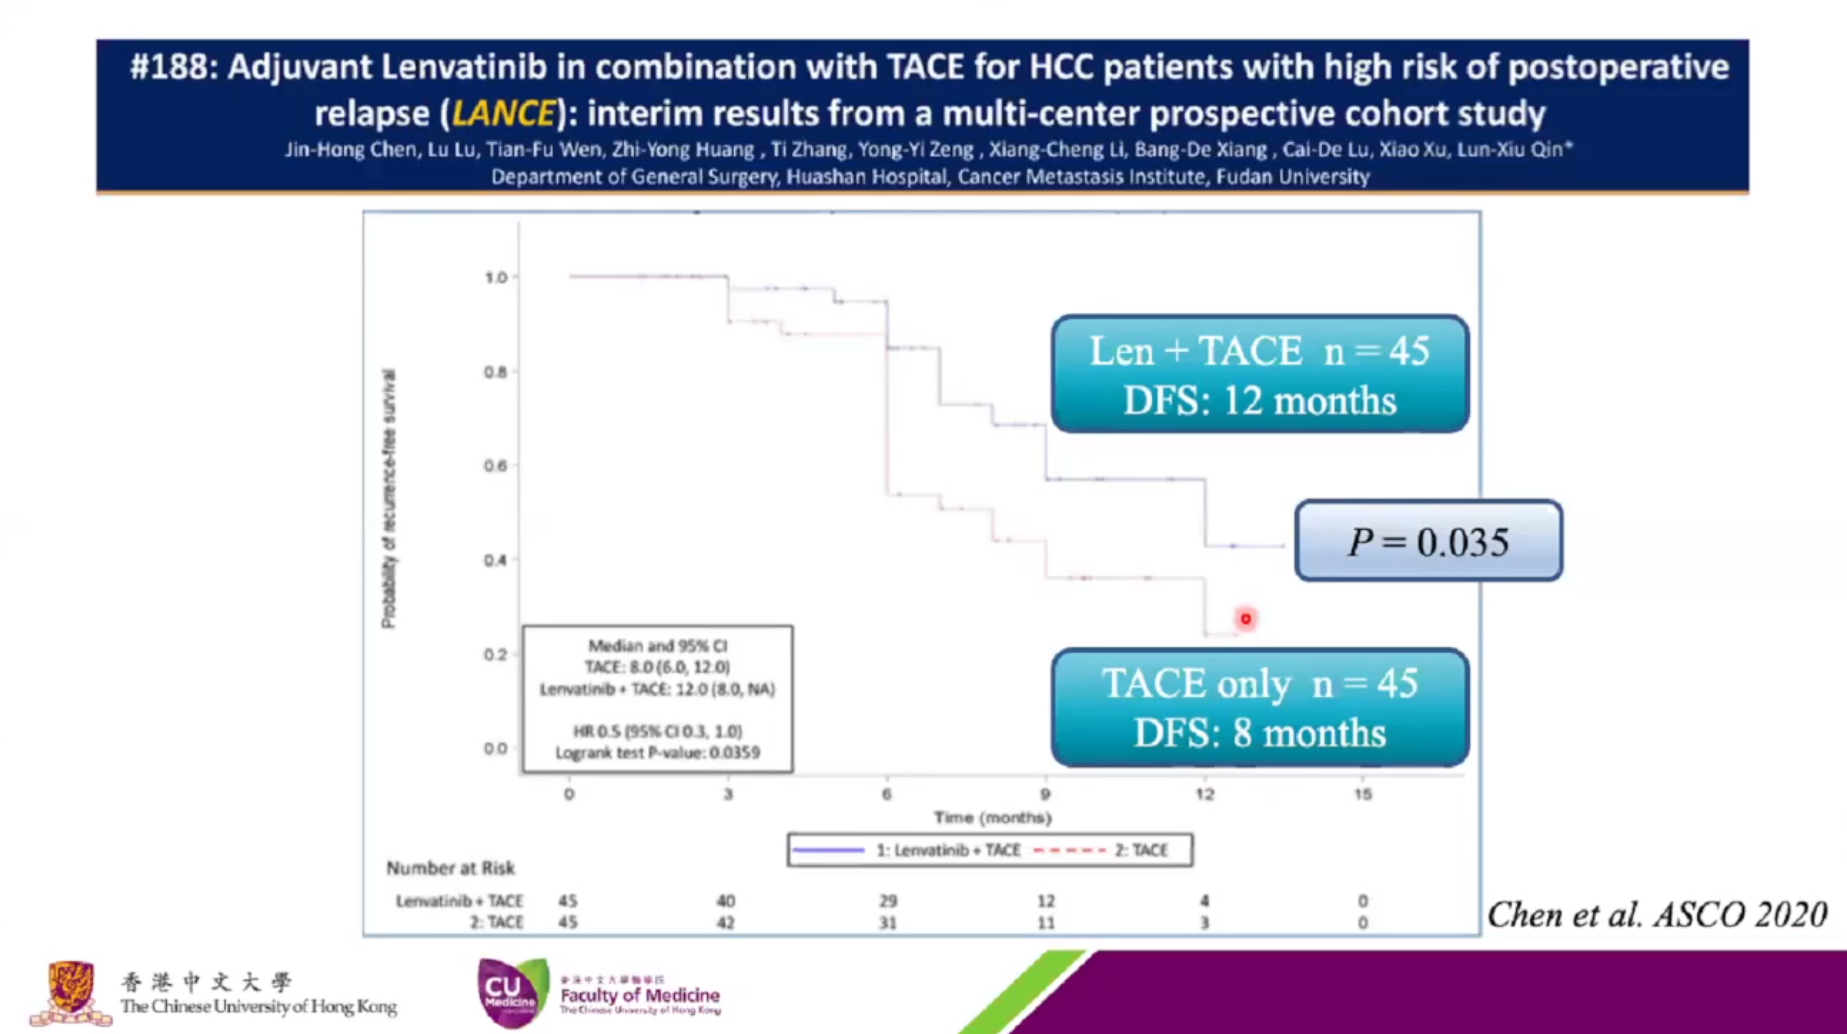 #188: Adjuvant Lenvatinib in combination with TACE for HCC patients with high risk of postoperative
relapse (LANCE): interim results from a multi-center prospective cohort study
Jin-Hong Chen, Lu Lu, Tian-Fu Wen, Zhi-Yong Huang , Ti Zhang, Yong-Yi Zeng , Xiang-Cheng Li, Bang-De Xiang , Cai-De Lu, Xiao Xu, Lun-Xiu Qin*
Department of General Surgery, Huashan Hospital, Cancer Metastasis Institute, Fudan University
Probability of recurrence-free survival
1.0
0.8
0.6
0.4
0.2
0.0
Len + TACE n = 45
DFS: 12 months
P = 0.035
TACE only n = 45
DFS: 8 months
Median and 95% CI
TACE: 8.0 (6.0, 12.0)
Lenvatinib + TACE: 12.0 (8.0, NA)
HR 0.5 (95% CI 0.3, 1.0)
Logrank test P-value: 0.0359
0 3 6 9 12 15
Time (months)
1: Lenvatinib + TACE 2: TACE
Number at Risk
Lenvatinib + TACE 45 40 29 12 4 0
2: TACE 45 42 31 11 3 0
Chen et al. ASCO 2020
香港中文大學
The Chinese University of Hong Kong
CU
Medicine
香港中文大學醫學院
Faculty of Medicine
The Chinese University of Hong Kong